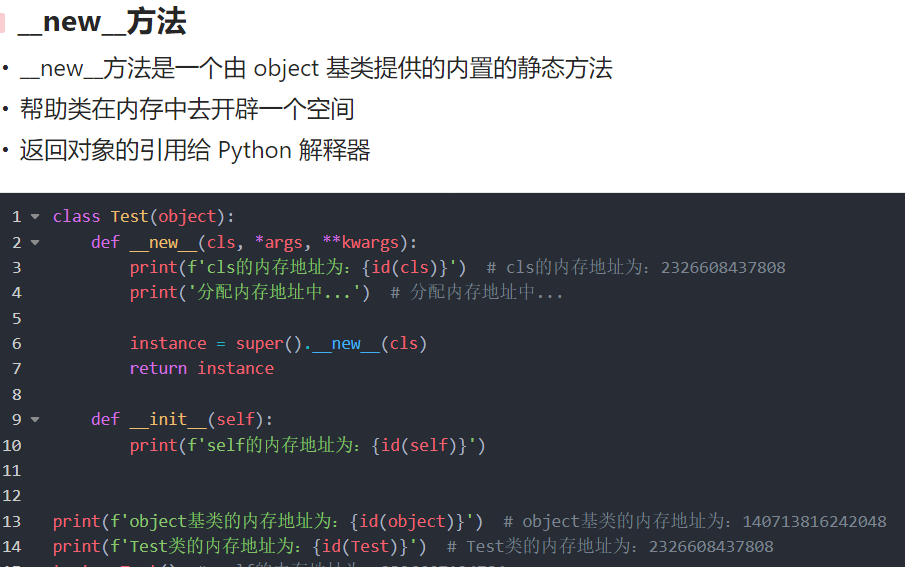 __new__方法
• __new__方法是一个由 object 基类提供的内置的静态方法
• 帮助类在内存中去开辟一个空间
• 返回对象的引用给 Python 解释器
1 class Test(object):
2     def __new__(cls, *args, **kwargs):
3         print(f'cls的内存地址为：{id(cls)}')  # cls的内存地址为：2326608437808
4         print('分配内存地址中...')  # 分配内存地址中...
5
6         instance = super().__new__(cls)
7         return instance
8
9     def __init__(self):
10         print(f'self的内存地址为：{id(self)}')
11
12
13 print(f'object基类的内存地址为：{id(object)}')  # object基类的内存地址为：140713816242048
14 print(f'Test类的内存地址为：{id(Test)}')  # Test类的内存地址为：2326608437808